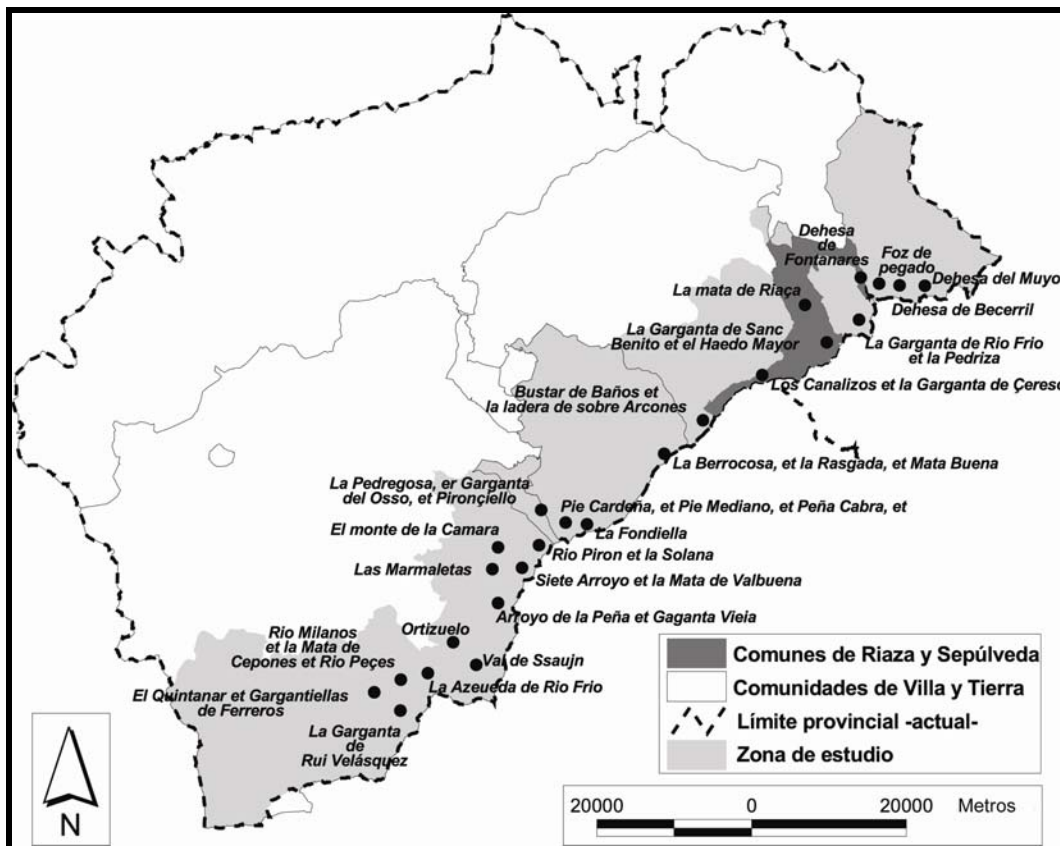 Dehesa
de
Fontanares
Foz de
pegado
Dehesa del Muyo
La mata de Riaça
Dehesa de Becerril
La Garganta de Sanc
Benito et el Haedo Mayor
La Garganta de Rio Frio
et la Pedriza
Los Canalizos et la Garganta de Çereso
Bustar de Baños et
la ladera de sobre Arcones
La Berrocosa, et la Rasgada, et Mata Buena
La Pedregosa, er Garganta
del Osso, et Pironçiello
Pie Cardeña, et Pie Mediano, et Peña Cabra, et
La Fondiella
El monte de la Camara
Rio Piron et la Solana
Las Marmaletas
Siete Arroyo et la Mata de Valbuena
Arroyo de la Peña et Gaganta Vieia
Ortizuelo
Rio Milanos
et la Mata de
Cepones et Rio Peçes
Val de Ssaujn
La Azeueda de Rio Frio
El Quintanar et Gargantiellas
de Ferreros
La Garganta
de
Rui Velásquez
Comunes de Riaza y Sepúlveda
Comunidades de Villa y Tierra
Límite provincial -actual-
Zona de estudio
N
20000 0 20000 Metros